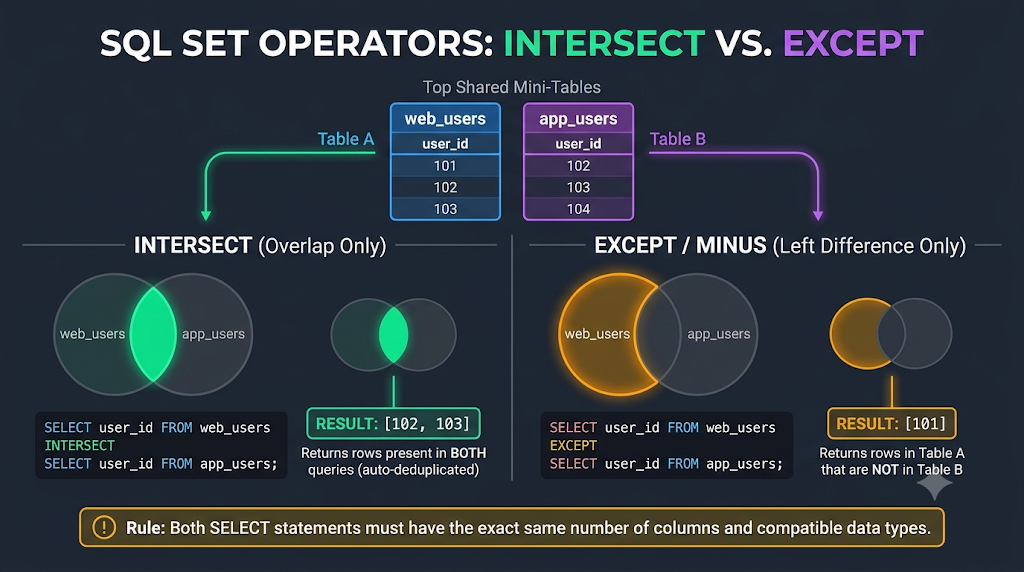 SQL SET OPERATORS: INTERSECT VS. EXCEPT
Top Shared Mini-Tables
Table A
web_users
user_id
101
102
103
app_users
user_id
102
103
104
Table B
INTERSECT (Overlap Only)
web_users
app_users
SELECT user_id FROM web_users
INTERSECT
SELECT user_id FROM app_users;
RESULT: [102, 103]
Returns rows present in BOTH
queries (auto-deduplicated)
EXCEPT / MINUS (Left Difference Only)
web_users
app_users
SELECT user_id FROM web_users
EXCEPT
SELECT user_id FROM app_users;
RESULT: [101]
Returns rows in Table A
that are NOT in Table B
! Rule: Both SELECT statements must have the exact same number of columns and compatible data types.